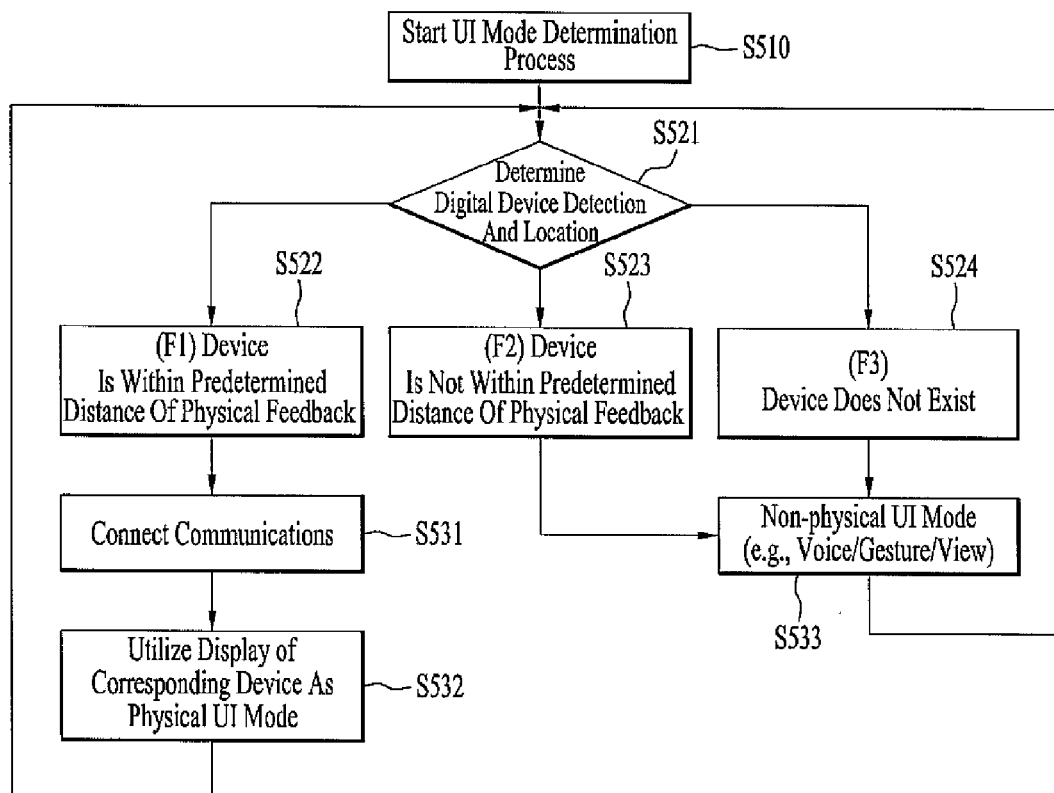 Start UI Mode Determination
Process
S510
S521
Determine
Digital Device Detection
And Location
S522
S523
S524
(F1) Device
Is Within Predetermined
Distance Of Physical Feedback
(F2) Device
Is Not Within Predetermined
Distance Of Physical Feedback
(F3)
Device Does Not Exist
Connect Communications
S531
Non-physical UI Mode
(e.g., Voice/Gesture/View)
S533
Utilize Display of
Corresponding Device As
Physical UI Mode
S532